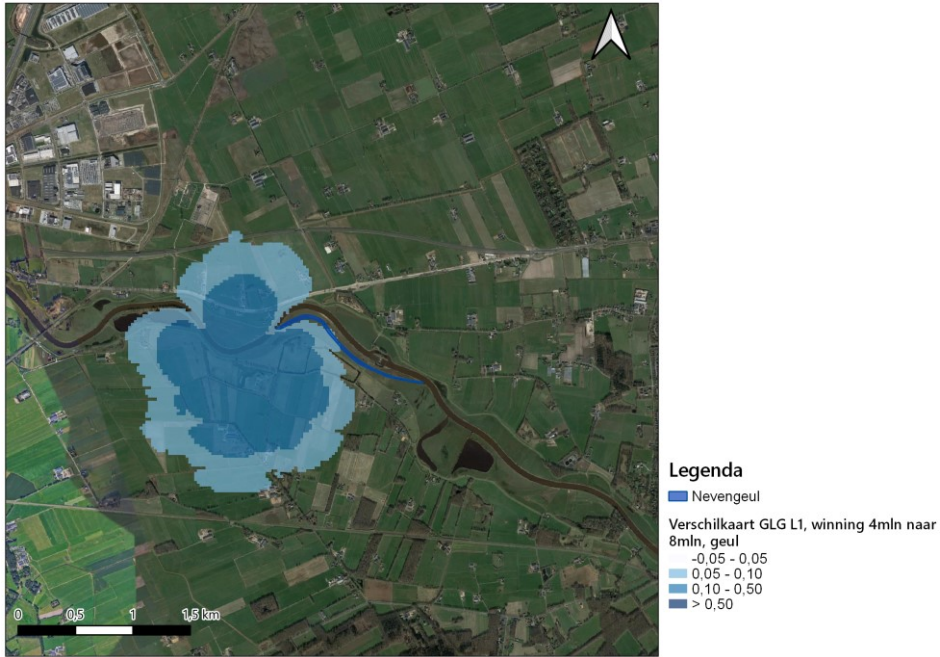 Legenda
Nevengeul
Verschilkaart GLG L1, winning 4mln naar
8mln, geul
-0,05 - 0,05
0,05 - 0,10
0,10 - 0,50
> 0,50
0 0,5 1 1,5 km